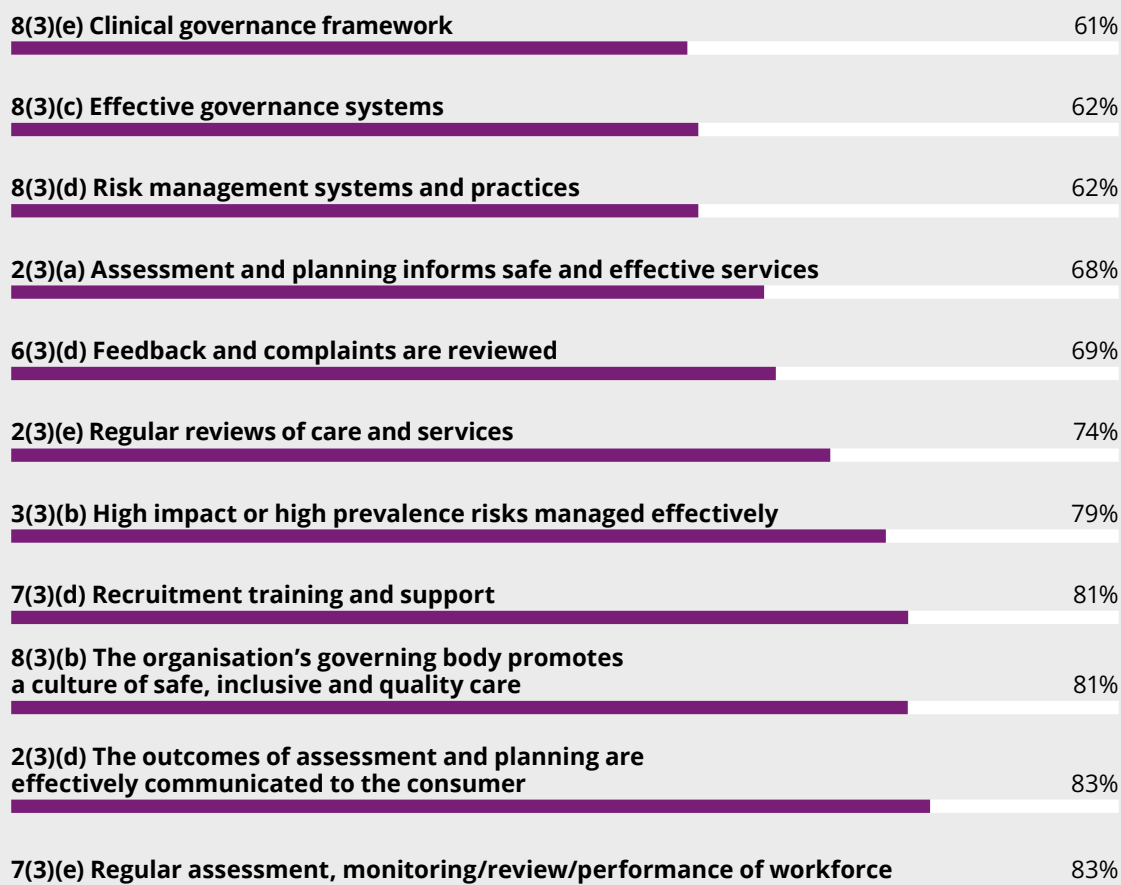 8(3)(e) Clinical governance framework 61%
8(3)(c) Effective governance systems 62%
8(3)(d) Risk management systems and practices 62%
2(3)(a) Assessment and planning informs safe and effective services 68%
6(3)(d) Feedback and complaints are reviewed 69%
2(3)(e) Regular reviews of care and services 74%
3(3)(b) High impact or high prevalence risks managed effectively 79%
7(3)(d) Recruitment training and support 81%
8(3)(b) The organisation’s governing body promotes
a culture of safe, inclusive and quality care 81%
2(3)(d) The outcomes of assessment and planning are
effectively communicated to the consumer 83%
7(3)(e) Regular assessment, monitoring/review/performance of workforce 83%